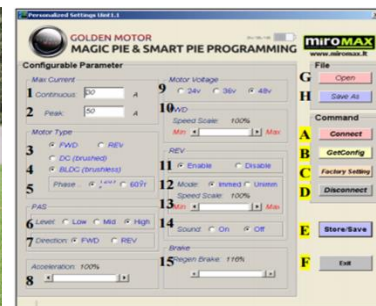 Personalized Settings User1.1
GOLDEN MOTOR
MAGIC PIE & SMART PIE PROGRAMMING
miroMAX
www.miromax.lt
Configurable Parameter
Max Current
1 Continuous: 30 A
2 Peak: 50 A
Motor Type
3 FWD REV
DC (brushed)
4 BLDC (brushless)
5 Phase .. 60
PAS
6 Level: Low Mid High
7 Direction: FWD REV
Acceleration: 100%
8
Motor Voltage
9 24v 36v 48v
10 FWD
Speed Scale: 100%
Min Max
REV
11 Enable Disable
12 Mode: Immed Unimm
Speed Scale: 100%
13 Min Max
14 Sound: On Off
Brake
15 Regen Brake: 116%
File
G Open
H Save As
Command
A Connect
B GetConfig
C Factory Setting
D Disconnect
E Store/Save
F Exit